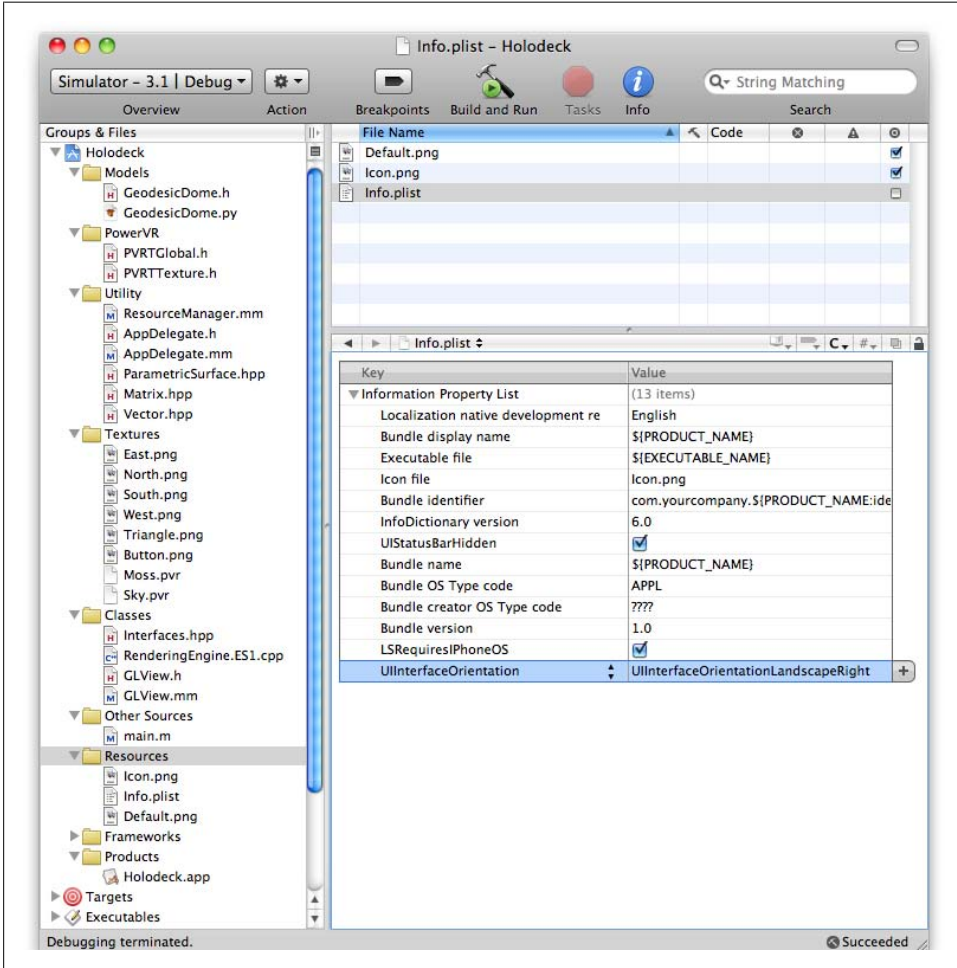 Info.plist – Holodeck
Simulator – 3.1 | Debug
Overview
Action
Breakpoints
Build and Run
Tasks
Info
String Matching
Search
Groups & Files
Holodeck
Models
GeodesicDome.h
GeodesicDome.py
PowerVR
PVRTGlobal.h
PVRTTexture.h
Utility
ResourceManager.mm
AppDelegate.h
AppDelegate.mm
ParametricSurface.hpp
Matrix.hpp
Vector.hpp
Textures
East.png
North.png
South.png
West.png
Triangle.png
Button.png
Moss.pvr
Sky.pvr
Classes
Interfaces.hpp
RenderingEngine.ES1.cpp
GLView.h
GLView.mm
Other Sources
main.m
Resources
Icon.png
Info.plist
Default.png
Frameworks
Products
Holodeck.app
Targets
Executables
File Name Code
Default.png
Icon.png
Info.plist
Info.plist C #
Key Value
Information Property List (13 items)
Localization native development re English
Bundle display name ${PRODUCT_NAME}
Executable file ${EXECUTABLE_NAME}
Icon file Icon.png
Bundle identifier com.yourcompany.${PRODUCT_NAME:ide
InfoDictionary version 6.0
UIStatusBarHidden
Bundle name ${PRODUCT_NAME}
Bundle OS Type code APPL
Bundle creator OS Type code ????
Bundle version 1.0
LSRequiresIPhoneOS
UIInterfaceOrientation UIInterfaceOrientationLandscapeRight +
Debugging terminated.
Succeeded